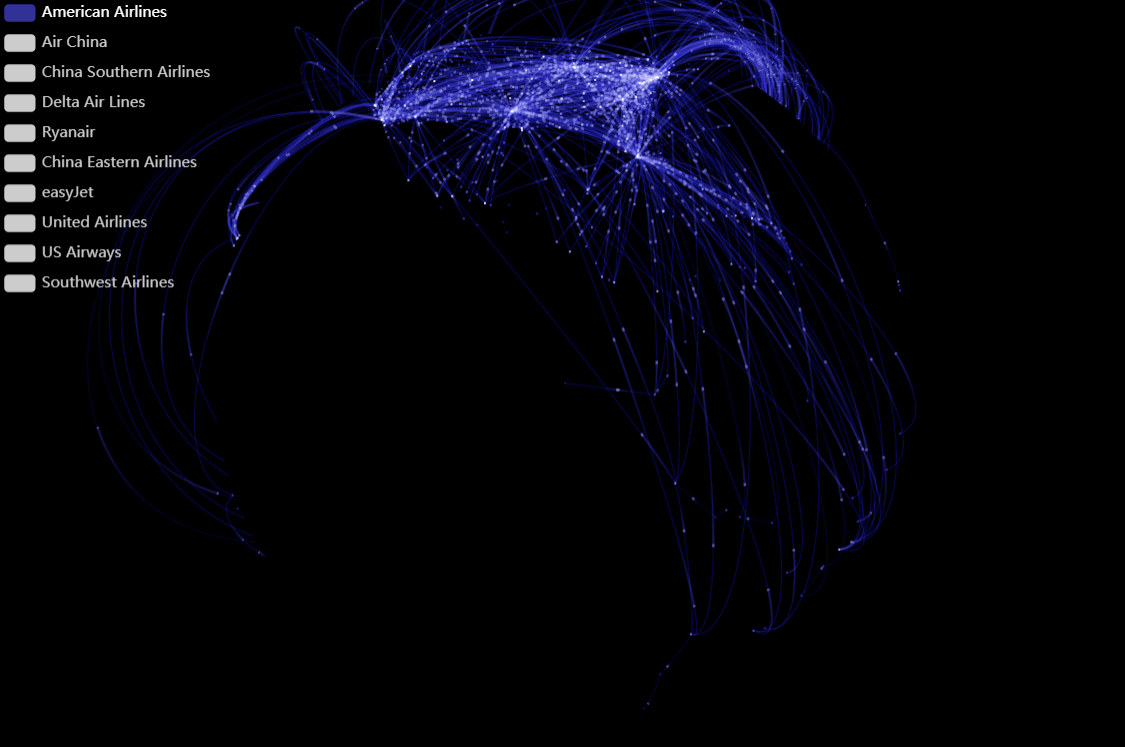 American Airlines
Air China
China Southern Airlines
Delta Air Lines
Ryanair
China Eastern Airlines
easyJet
United Airlines
US Airways
Southwest Airlines